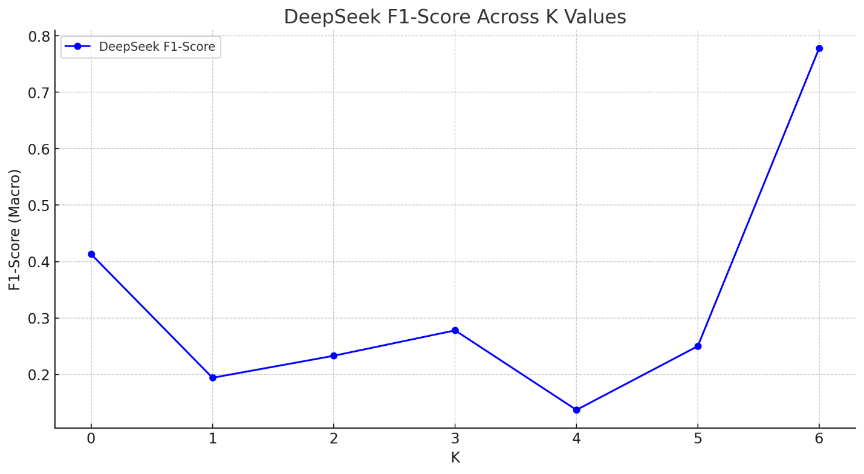 DeepSeek F1-Score Across K Values
DeepSeek F1-Score
0.8
0.7
0.6
0.5
0.4
0.3
0.2
F1-Score (Macro)
0 1 2 3 4 5 6
K